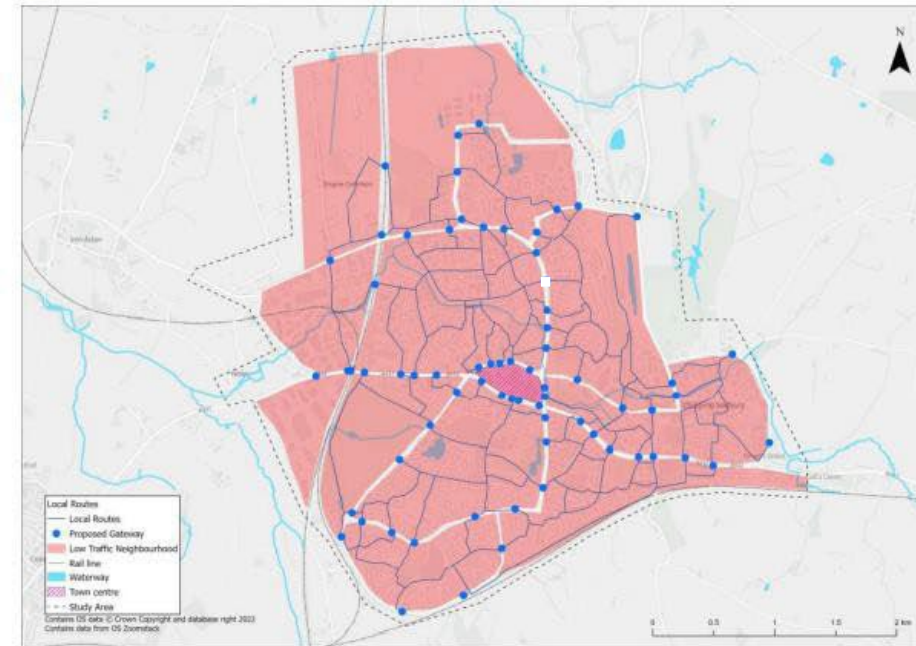 N
Local Routes
Local Routes
Proposed Gateway
Low Traffic Neighbourhood
Rail line
Waterway
Town centre
Study Area
Contains OS data © Crown Copyright and database right 2022
Contains data from OS Zoomstack
0 0.5 1 1.5 2 km